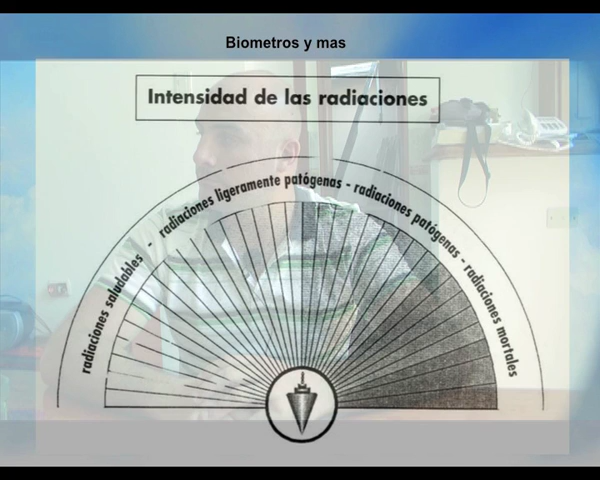 Biometros y mas
Intensidad de las radiaciones
radiaciones saludables - radiaciones ligeramente patógenas - radiaciones patógenas - radiaciones mortales